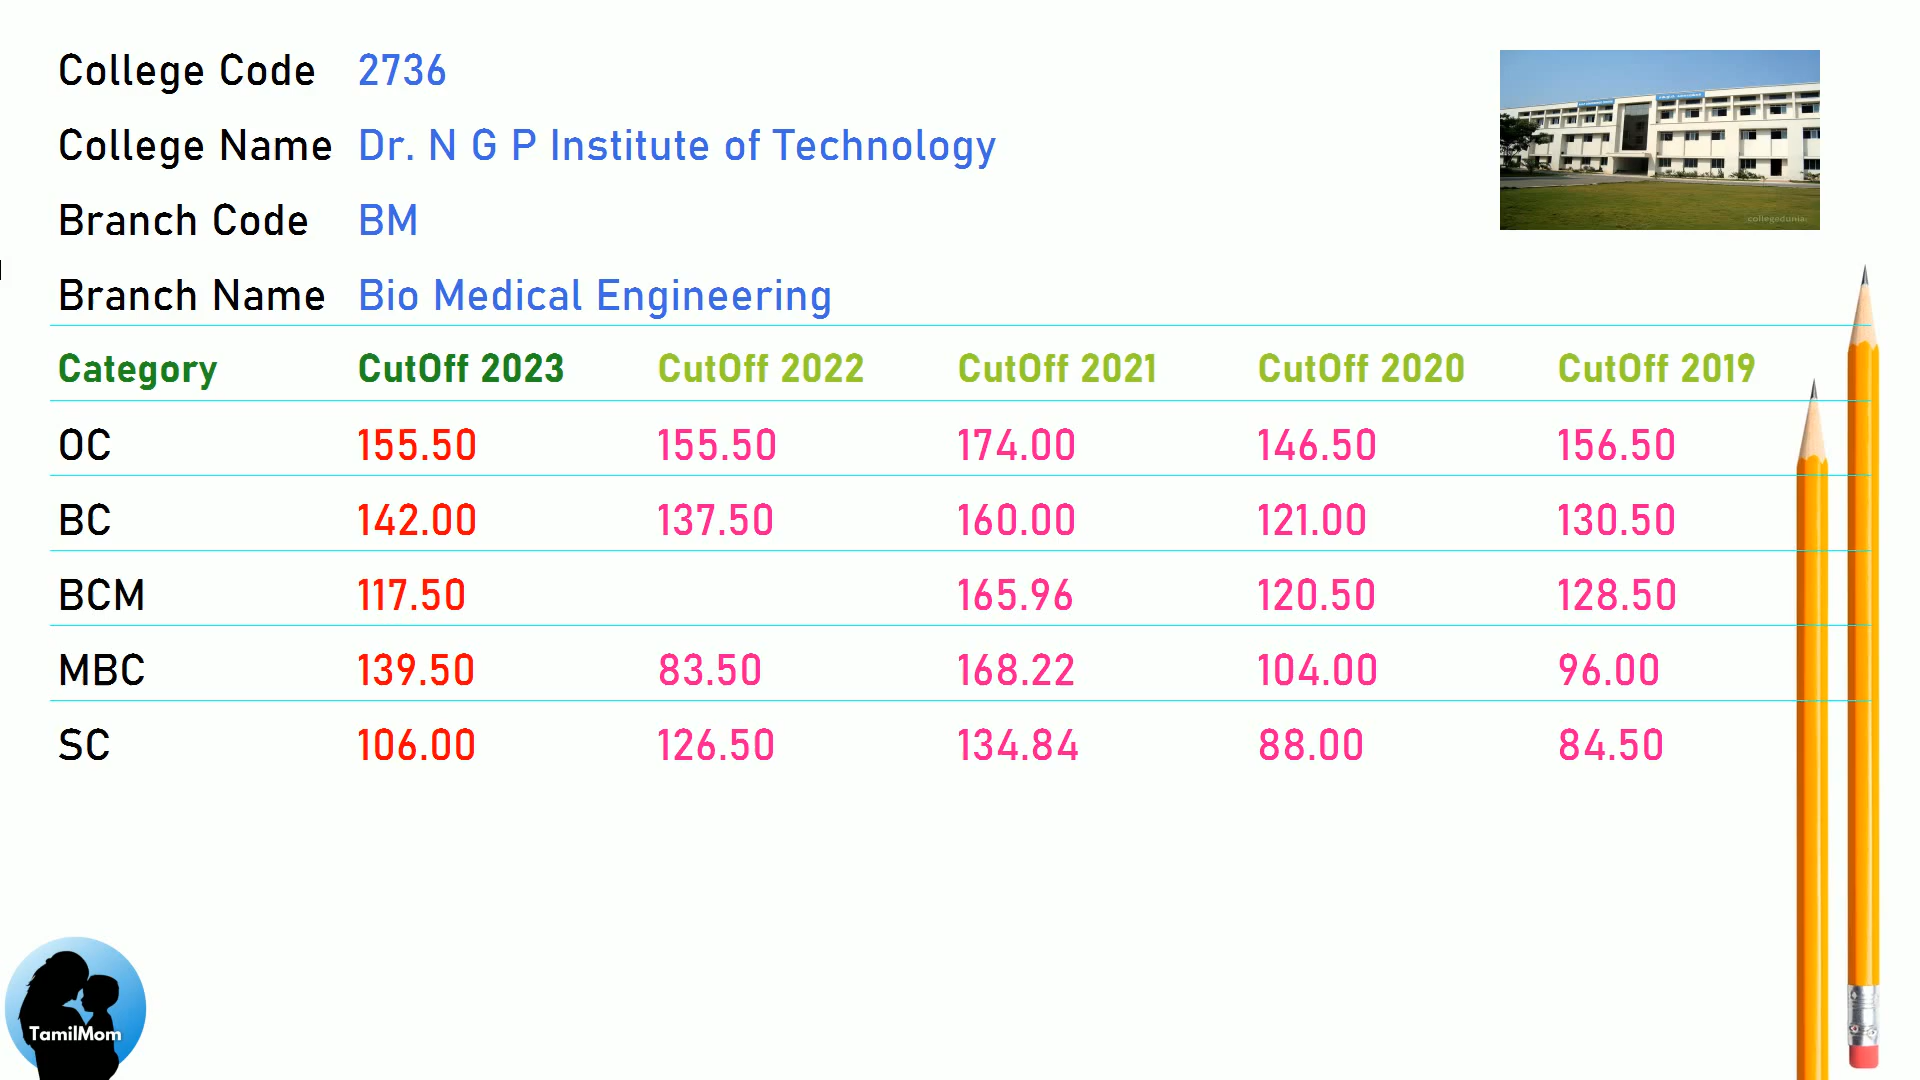 College Code 2736
College Name Dr. N G P Institute of Technology
Branch Code BM
Branch Name Bio Medical Engineering
Category CutOff 2023 CutOff 2022 CutOff 2021 CutOff 2020 CutOff 2019
OC 155.50 155.50 174.00 146.50 156.50
BC 142.00 137.50 160.00 121.00 130.50
BCM 117.50 165.96 120.50 128.50
MBC 139.50 83.50 168.22 104.00 96.00
SC 106.00 126.50 134.84 88.00 84.50
collegedunia
TamilMom